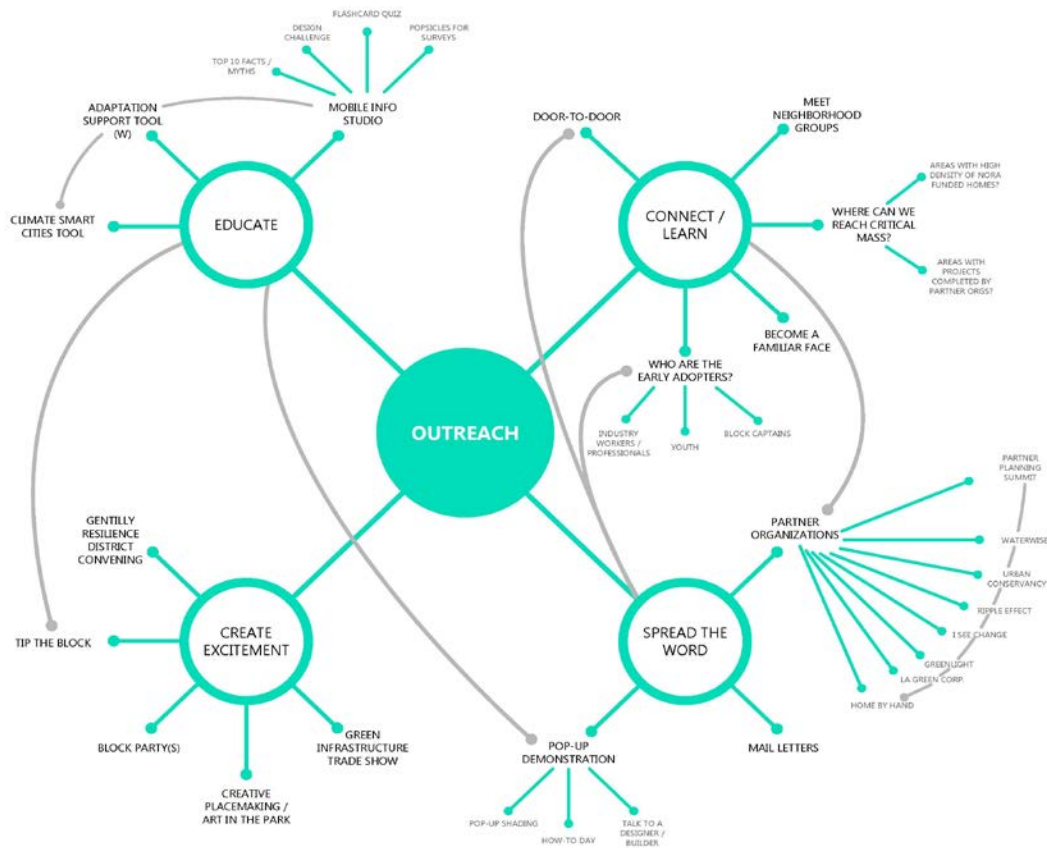 FLASHCARD QUIZ
DESIGN
CHALLENGE
POPSICLES FOR
SURVEYS
TOP 10 FACTS /
MYTHS
ADAPTATION
SUPPORT TOOL
(W)
MOBILE INFO
STUDIO
CLIMATE SMART
CITIES TOOL
EDUCATE
DOOR-TO-DOOR
MEET
NEIGHBORHOOD
GROUPS
CONNECT /
LEARN
AREAS WITH HIGH
DENSITY OF NORA
FUNDED HOMES?
WHERE CAN WE
REACH CRITICAL
MASS?
AREAS WITH
PROJECTS
COMPLETED BY
PARTNER ORGS?
BECOME A
FAMILIAR FACE
WHO ARE THE
EARLY ADOPTERS?
INDUSTRY
WORKERS /
PROFESSIONALS
YOUTH
BLOCK CAPTAINS
OUTREACH
GENTILLY
RESILIENCE
DISTRICT
CONVENING
TIP THE BLOCK
CREATE
EXCITEMENT
BLOCK PARTY(S)
CREATIVE
PLACEMAKING /
ART IN THE PARK
GREEN
INFRASTRUCTURE
TRADE SHOW
SPREAD THE
WORD
PARTNER
ORGANIZATIONS
PARTNER
PLANNING
SUMMIT
WATERWISE
URBAN
CONSERVANCY
RIPPLE EFFECT
I SEE CHANGE
GREENLIGHT
LA GREEN CORP.
HOME BY HAND
MAIL LETTERS
POP-UP
DEMONSTRATION
POP-UP SHADING
HOW-TO DAY
TALK TO A
DESIGNER /
BUILDER